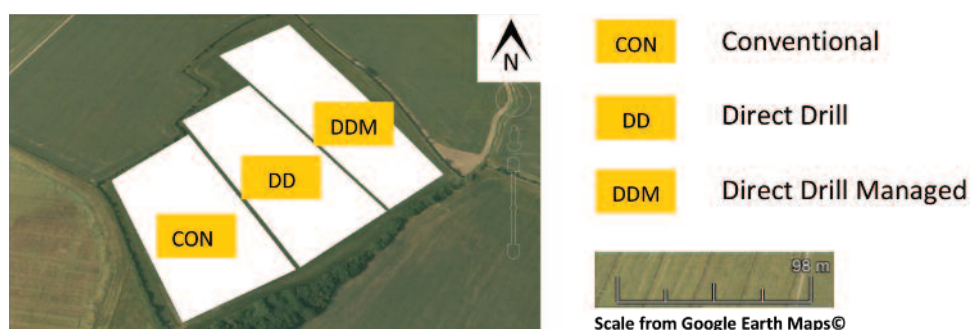 N
DDM
DD
CON
CON Conventional
DD Direct Drill
DDM Direct Drill Managed
98 m
Scale from Google Earth Maps©